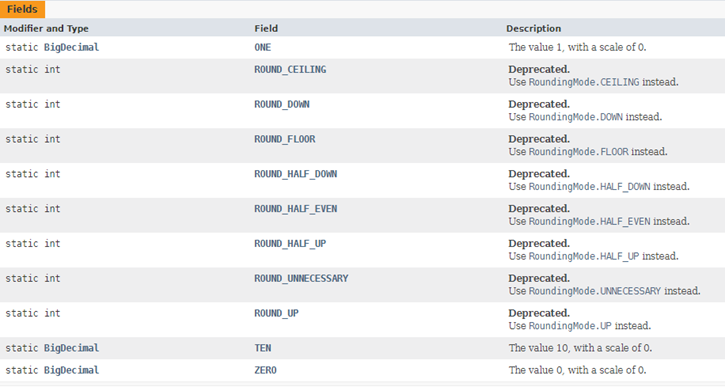 Fields
Modifier and Type Field Description
static BigDecimal ONE The value 1, with a scale of 0.
static int ROUND_CEILING Deprecated.
Use RoundingMode.CEILING instead.
static int ROUND_DOWN Deprecated.
Use RoundingMode.DOWN instead.
static int ROUND_FLOOR Deprecated.
Use RoundingMode.FLOOR instead.
static int ROUND_HALF_DOWN Deprecated.
Use RoundingMode.HALF_DOWN instead.
static int ROUND_HALF_EVEN Deprecated.
Use RoundingMode.HALF_EVEN instead.
static int ROUND_HALF_UP Deprecated.
Use RoundingMode.HALF_UP instead.
static int ROUND_UNNECESSARY Deprecated.
Use RoundingMode.UNNECESSARY instead.
static int ROUND_UP Deprecated.
Use RoundingMode.UP instead.
static BigDecimal TEN The value 10, with a scale of 0.
static BigDecimal ZERO The value 0, with a scale of 0.